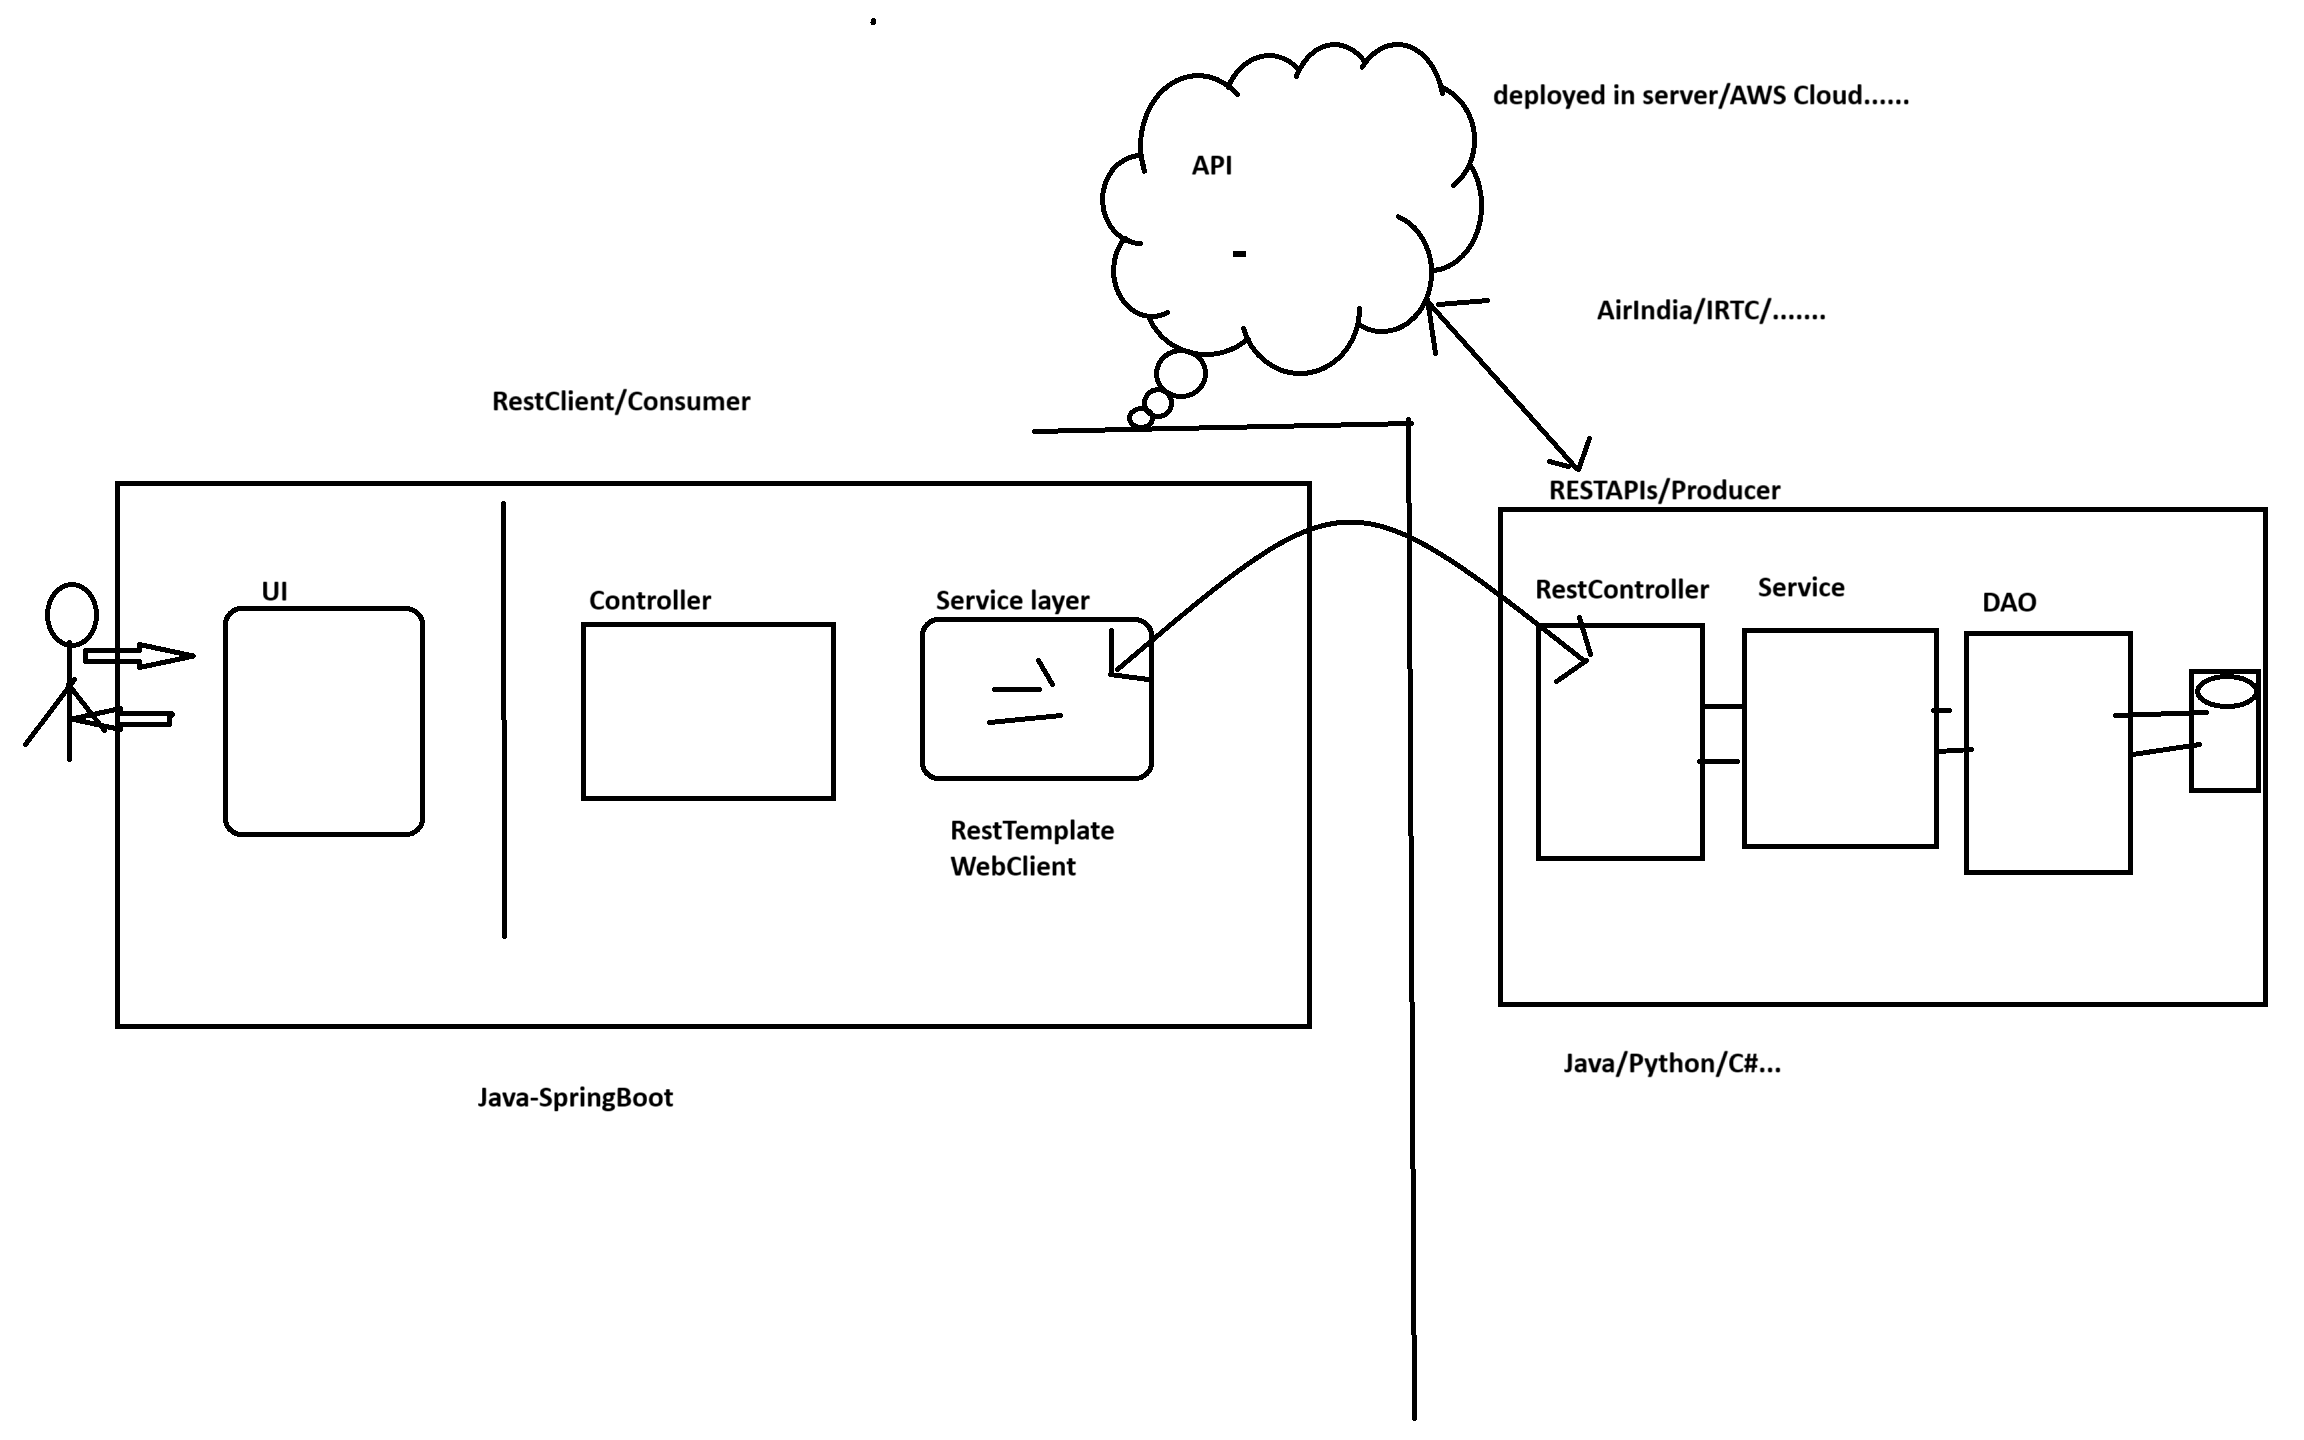 deployed in server/AWS Cloud......
API
-
AirIndia/IRTC/.......
RestClient/Consumer
RESTAPIs/Producer
UI
Controller
Service layer
RestController
Service
DAO
RestTemplate
WebClient
Java-SpringBoot
Java/Python/C#...